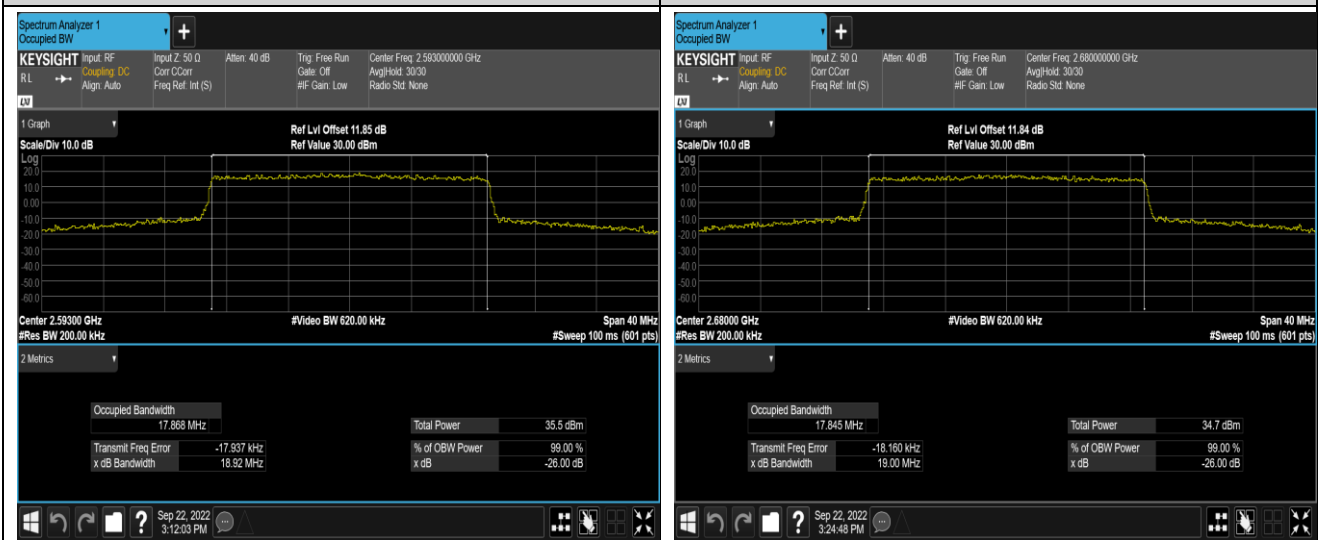 Spectrum Analyzer 1
Occupied BW
+
KEYSIGHT Input: RF Input Z: 50 Ω Atten: 40 dB Trig: Free Run Center Freq: 2.593000000 GHz
R L Coupling: DC Corr CCorr Gate: Off Avg|Hold: 30/30
Align: Auto Freq Ref: Int (S) #IF Gain: Low Radio Std: None
LXI
1 Graph
Ref Lvl Offset 11.85 dB
Scale/Div 10.0 dB Ref Value 30.00 dBm
Log
20.0
10.0
0.00
-10.0
-20.0
-30.0
-40.0
-50.0
-60.0
Center 2.59300 GHz #Video BW 620.00 kHz Span 40 MHz
#Res BW 200.00 kHz #Sweep 100 ms (601 pts)
2 Metrics
Occupied Bandwidth
17.868 MHz Total Power 35.5 dBm
Transmit Freq Error -17.937 kHz % of OBW Power 99.00 %
x dB Bandwidth 18.92 MHz x dB -26.00 dB
?
Sep 22, 2022
3:12:03 PM
Spectrum Analyzer 1
Occupied BW
+
KEYSIGHT Input: RF Input Z: 50 Ω Atten: 40 dB Trig: Free Run Center Freq: 2.680000000 GHz
R L Coupling: DC Corr CCorr Gate: Off Avg|Hold: 30/30
Align: Auto Freq Ref: Int (S) #IF Gain: Low Radio Std: None
LXI
1 Graph
Ref Lvl Offset 11.84 dB
Scale/Div 10.0 dB Ref Value 30.00 dBm
Log
20.0
10.0
0.00
-10.0
-20.0
-30.0
-40.0
-50.0
-60.0
Center 2.68000 GHz #Video BW 620.00 kHz Span 40 MHz
#Res BW 200.00 kHz #Sweep 100 ms (601 pts)
2 Metrics
Occupied Bandwidth
17.845 MHz Total Power 34.7 dBm
Transmit Freq Error -18.160 kHz % of OBW Power 99.00 %
x dB Bandwidth 19.00 MHz x dB -26.00 dB
?
Sep 22, 2022
3:24:48 PM